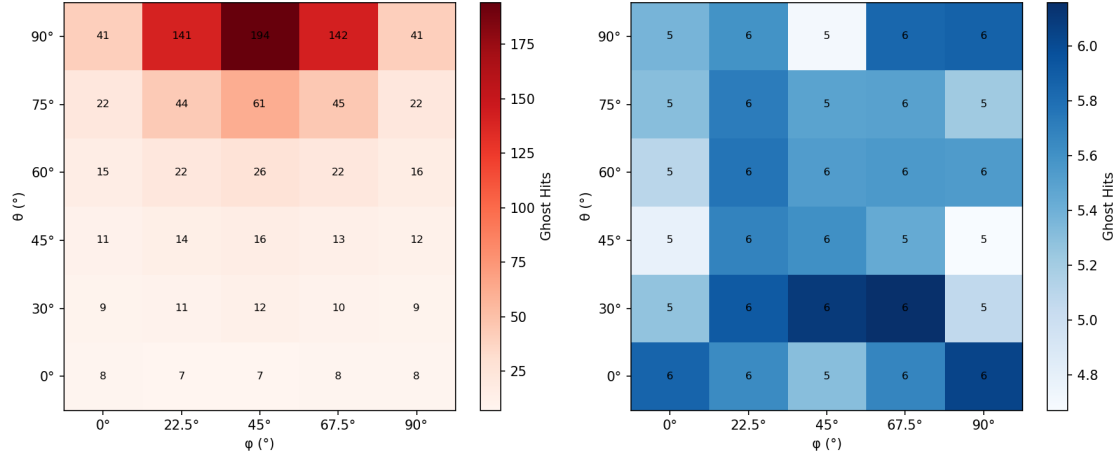 90° 41 141 194 142 41
75° 22 44 61 45 22
60° 15 22 26 22 16
45° 11 14 16 13 12
30° 9 11 12 10 9
0° 8 7 7 8 8
0° 22.5° 45° 67.5° 90°
φ (°)
θ (°)
175
150
125
100
75
50
25
Ghost Hits
90° 5 6 5 6 6
75° 5 6 5 5 5
60° 5 6 6 6 6
45° 5 6 6 5 5
30° 5 6 6 6 5
0° 6 6 5 6 6
0° 22.5° 45° 67.5° 90°
φ (°)
θ (°)
6.0
5.8
5.6
5.4
5.2
5.0
4.8
Ghost Hits